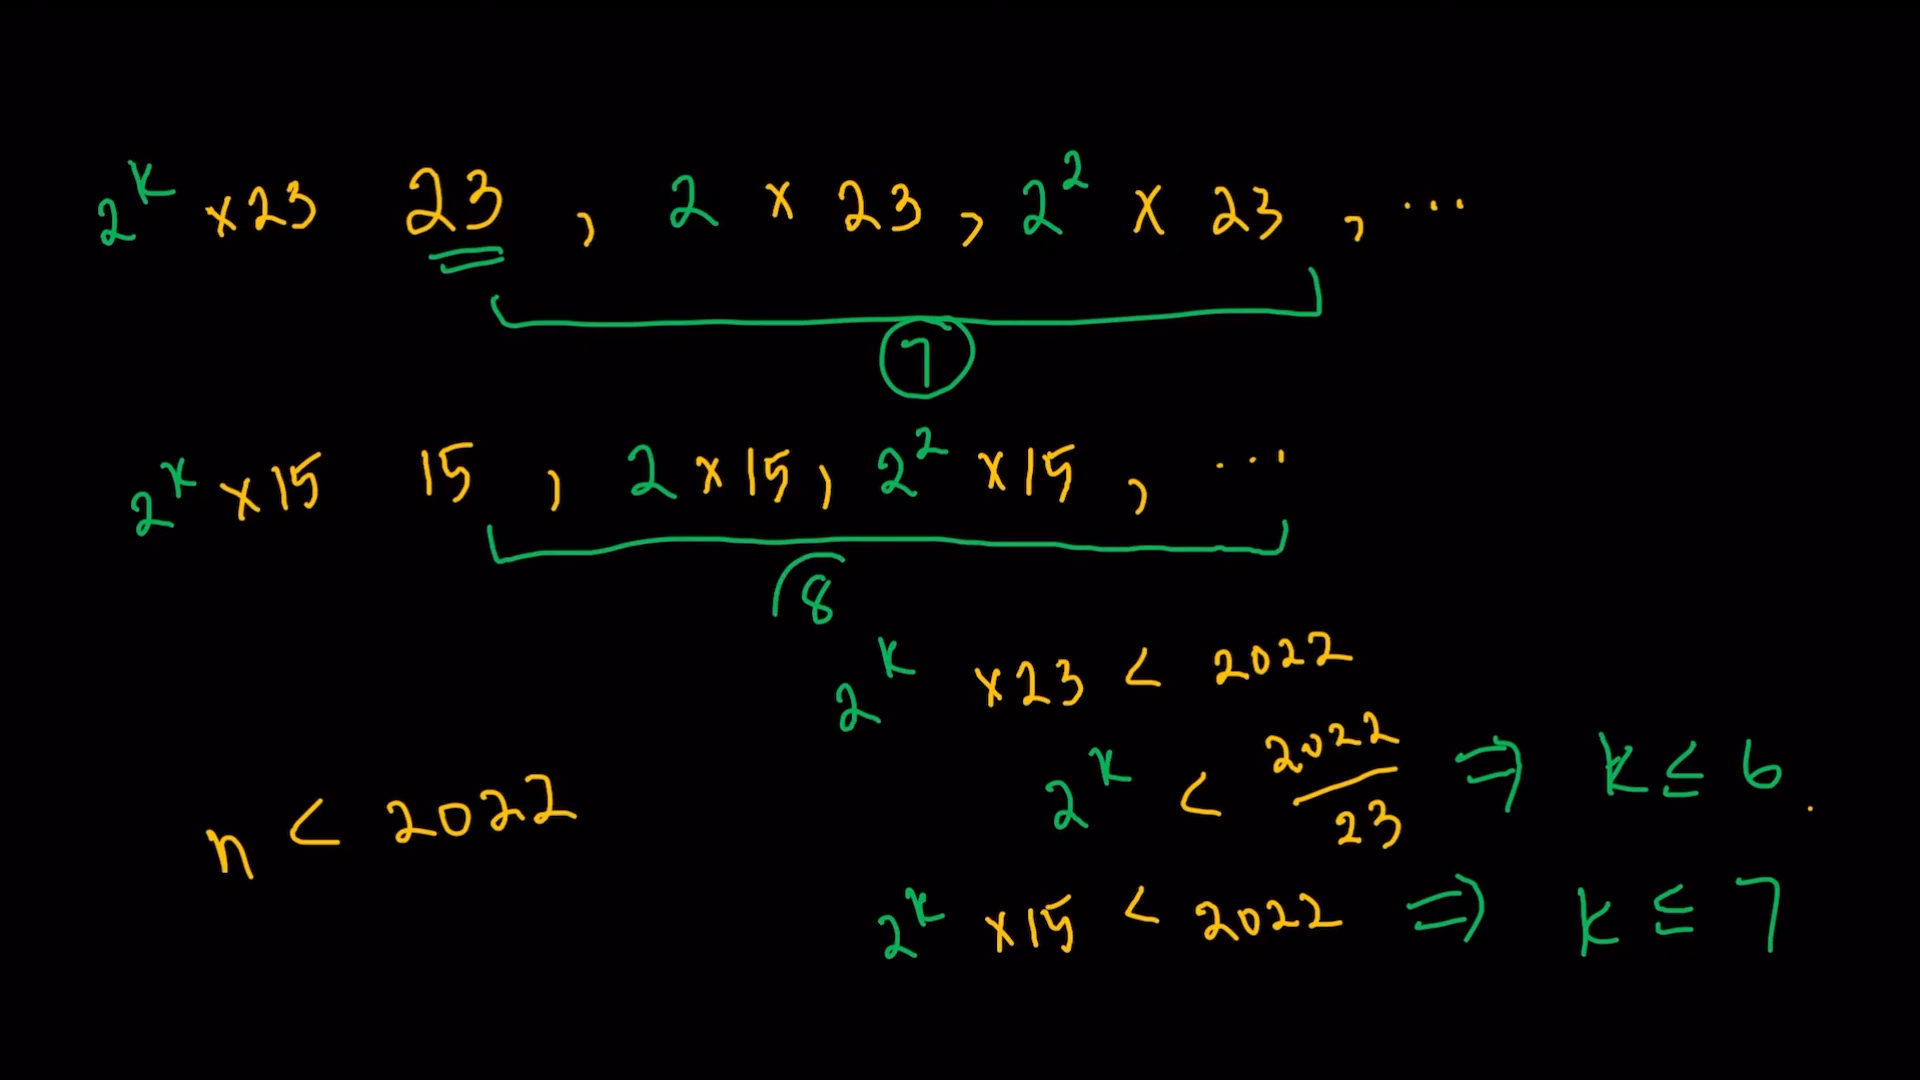 2^k × 23   23 , 2 × 23 , 2^2 × 23 , ...
7
2^k × 15   15 , 2 × 15 , 2^2 × 15 , ...
8
2^k × 23 < 2022
2^k < 2022/23 ⇒ k ≤ 6
n < 2022
2^k × 15 < 2022 ⇒ k ≤ 7